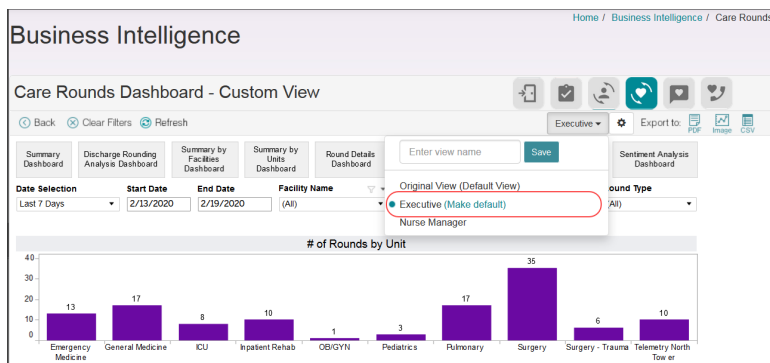 Home / Business Intelligence / Care Rounds
Business Intelligence
Care Rounds Dashboard - Custom View
Back Clear Filters Refresh
Executive
Export to: PDF Image CSV
Summary Dashboard
Discharge Rounding Analysis Dashboard
Summary by Facilities Dashboard
Summary by Units Dashboard
Round Details Dashboard
Enter view name Save
Sentiment Analysis Dashboard
Original View (Default View)
Executive (Make default)
Nurse Manager
Date Selection Start Date End Date Facility Name ound Type
Last 7 Days 2/13/2020 2/19/2020 (All) (All)
# of Rounds by Unit
40
30
20
10
0
13 17 8 10 1 3 17 35 6 10
Emergency Medicine
General Medicine
ICU
Inpatient Rehab
OB/GYN
Pediatrics
Pulmonary
Surgery
Surgery - Trauma
Telemetry North Tower